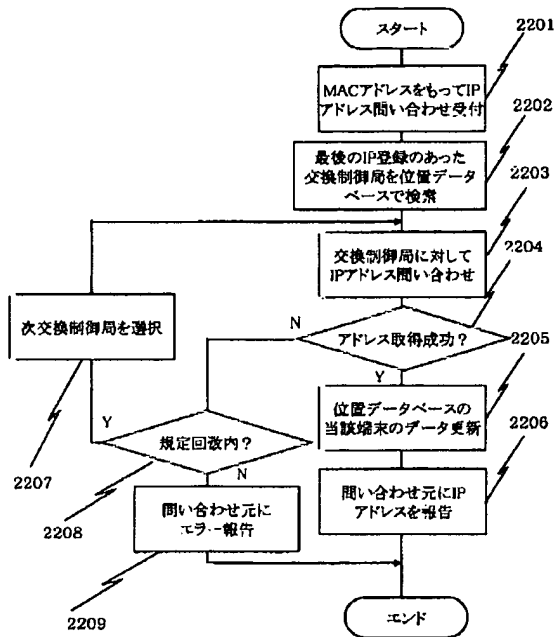 スタート
2201
MACアドレスをもってIP
アドレス問い合わせ受付
2202
最後のIP登録のあった
交換制御局を位置データ
ベースで検索
2203
交換制御局に対して
IPアドレス問い合わせ
2204
次交換制御局を選択
N
アドレス取得成功?
2205
Y
位置データベースの
当該端末のデータ更新
2206
Y
規定回数内?
2207
N
2208
問い合わせ元に
エラー報告
問い合わせ元にIP
アドレスを報告
2209
エンド